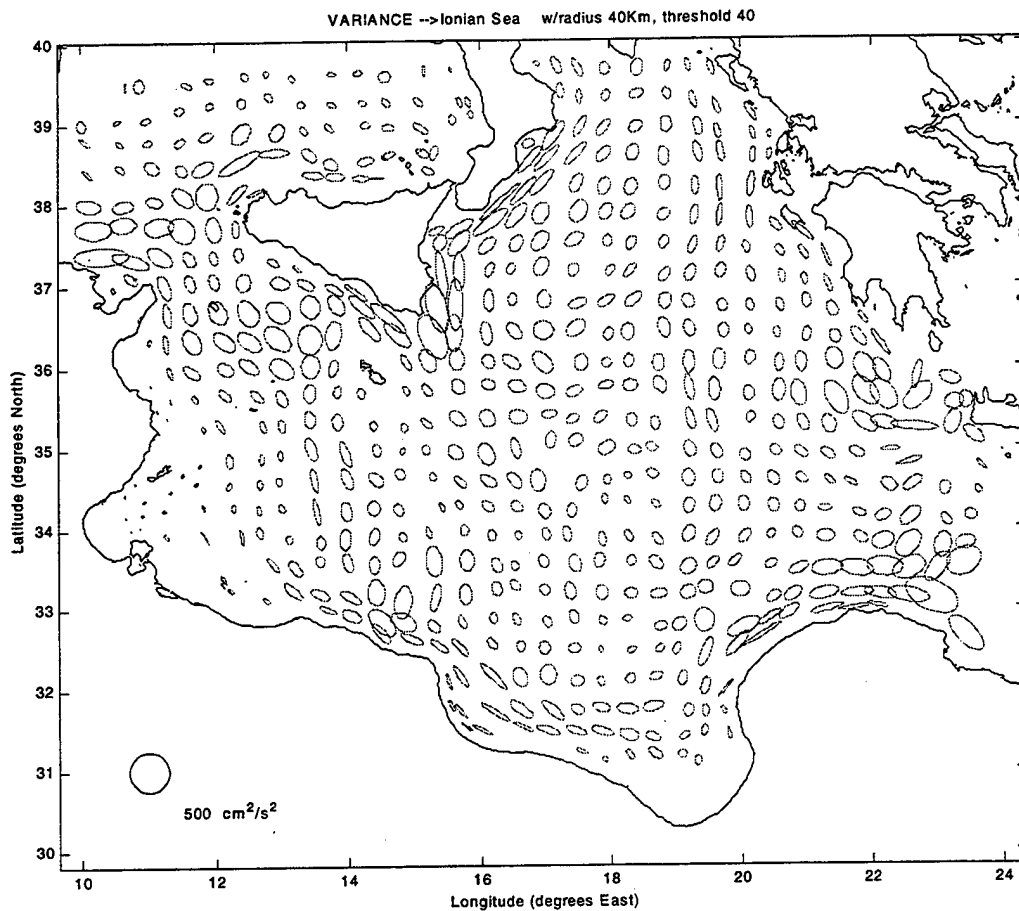 VARIANCE -->Ionian Sea w/radius 40Km, threshold 40
40
39
38
37
36
35
34
33
32
31
30
Latitude (degrees North)
500 cm²/s²
10 12 14 16 18 20 22 24
Longitude (degrees East)